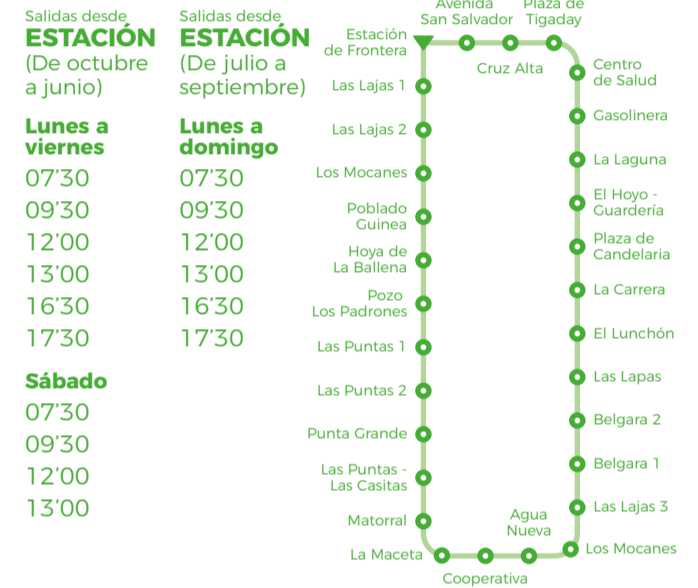 Salidas desde
ESTACIÓN
(De octubre
a junio)
Lunes a
viernes
07'30
09'30
12'00
13'00
16'30
17'30
Sábado
07'30
09'30
12'00
13'00
Salidas desde
ESTACIÓN
(De julio a
septiembre)
Lunes a
domingo
07'30
09'30
12'00
13'00
16'30
17'30
Estación
de Frontera
Las Lajas 1
Las Lajas 2
Los Mocanes
Poblado
Guinea
Hoya de
La Ballena
Pozo
Los Padrones
Las Puntas 1
Las Puntas 2
Punta Grande
Las Puntas -
Las Casitas
Matorral
La Maceta
Cooperativa
Agua
Nueva
Los Mocanes
Las Lajas 3
Belgara 1
Belgara 2
Las Lapas
El Lunchón
La Carrera
Plaza de
Candelaria
El Hoyo -
Guardería
La Laguna
Gasolinera
Centro
de Salud
Plaza de
Tigaday
Cruz Alta
Avenida
San Salvador